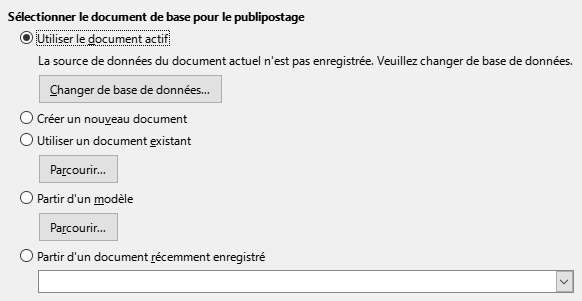 Sélectionner le document de base pour le publipostage
Utiliser le document actif
La source de données du document actuel n'est pas enregistrée. Veuillez changer de base de données.
Changer de base de données...
Créer un nouveau document
Utiliser un document existant
Parcourir...
Partir d'un modèle
Parcourir...
Partir d'un document récemment enregistré